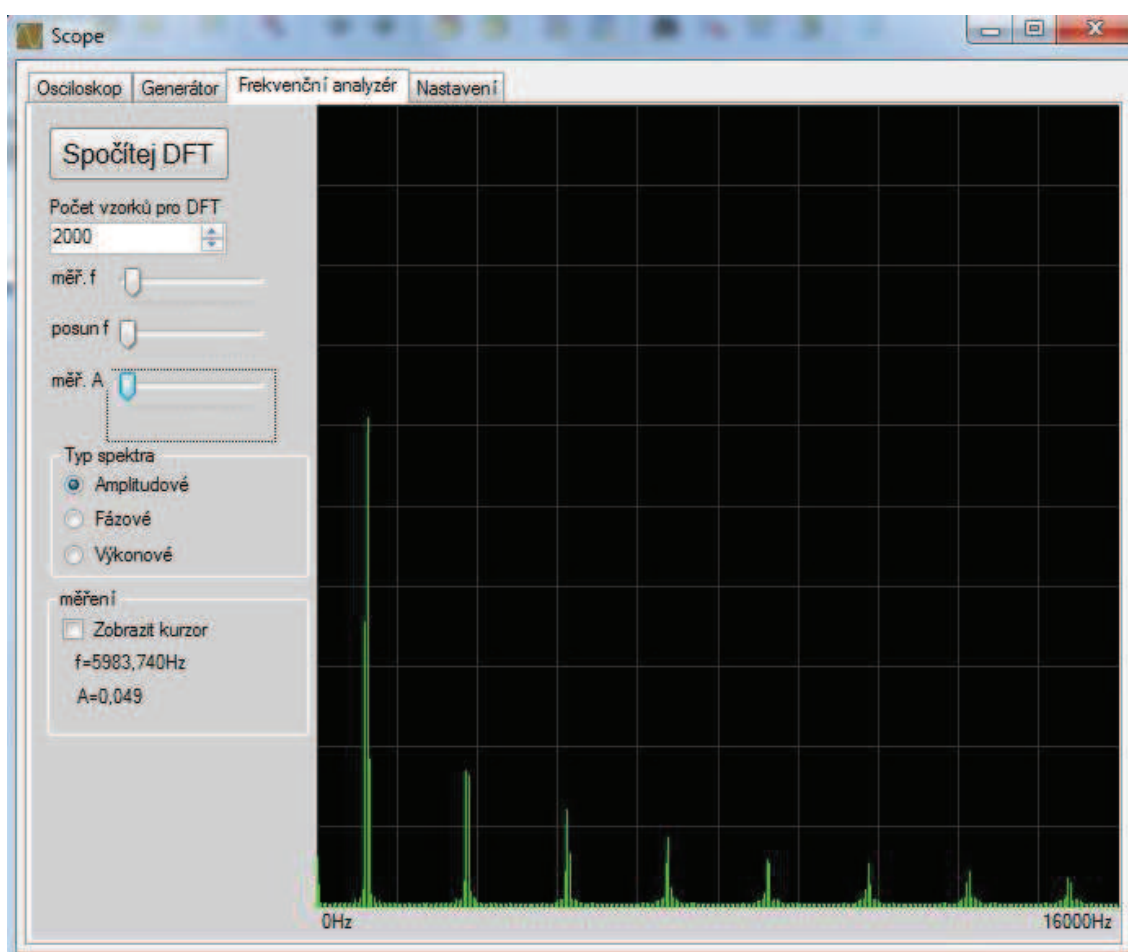 Scope
Osciloskop Generátor Frekvenční analyzér Nastavení
Spočítej DFT
Počet vzorků pro DFT
2000
měř. f
posun f
měř. A
Typ spektra
Amplitudové
Fázové
Výkonové
měření
Zobrazit kurzor
f=5983,740Hz
A=0,049
0Hz 16000Hz